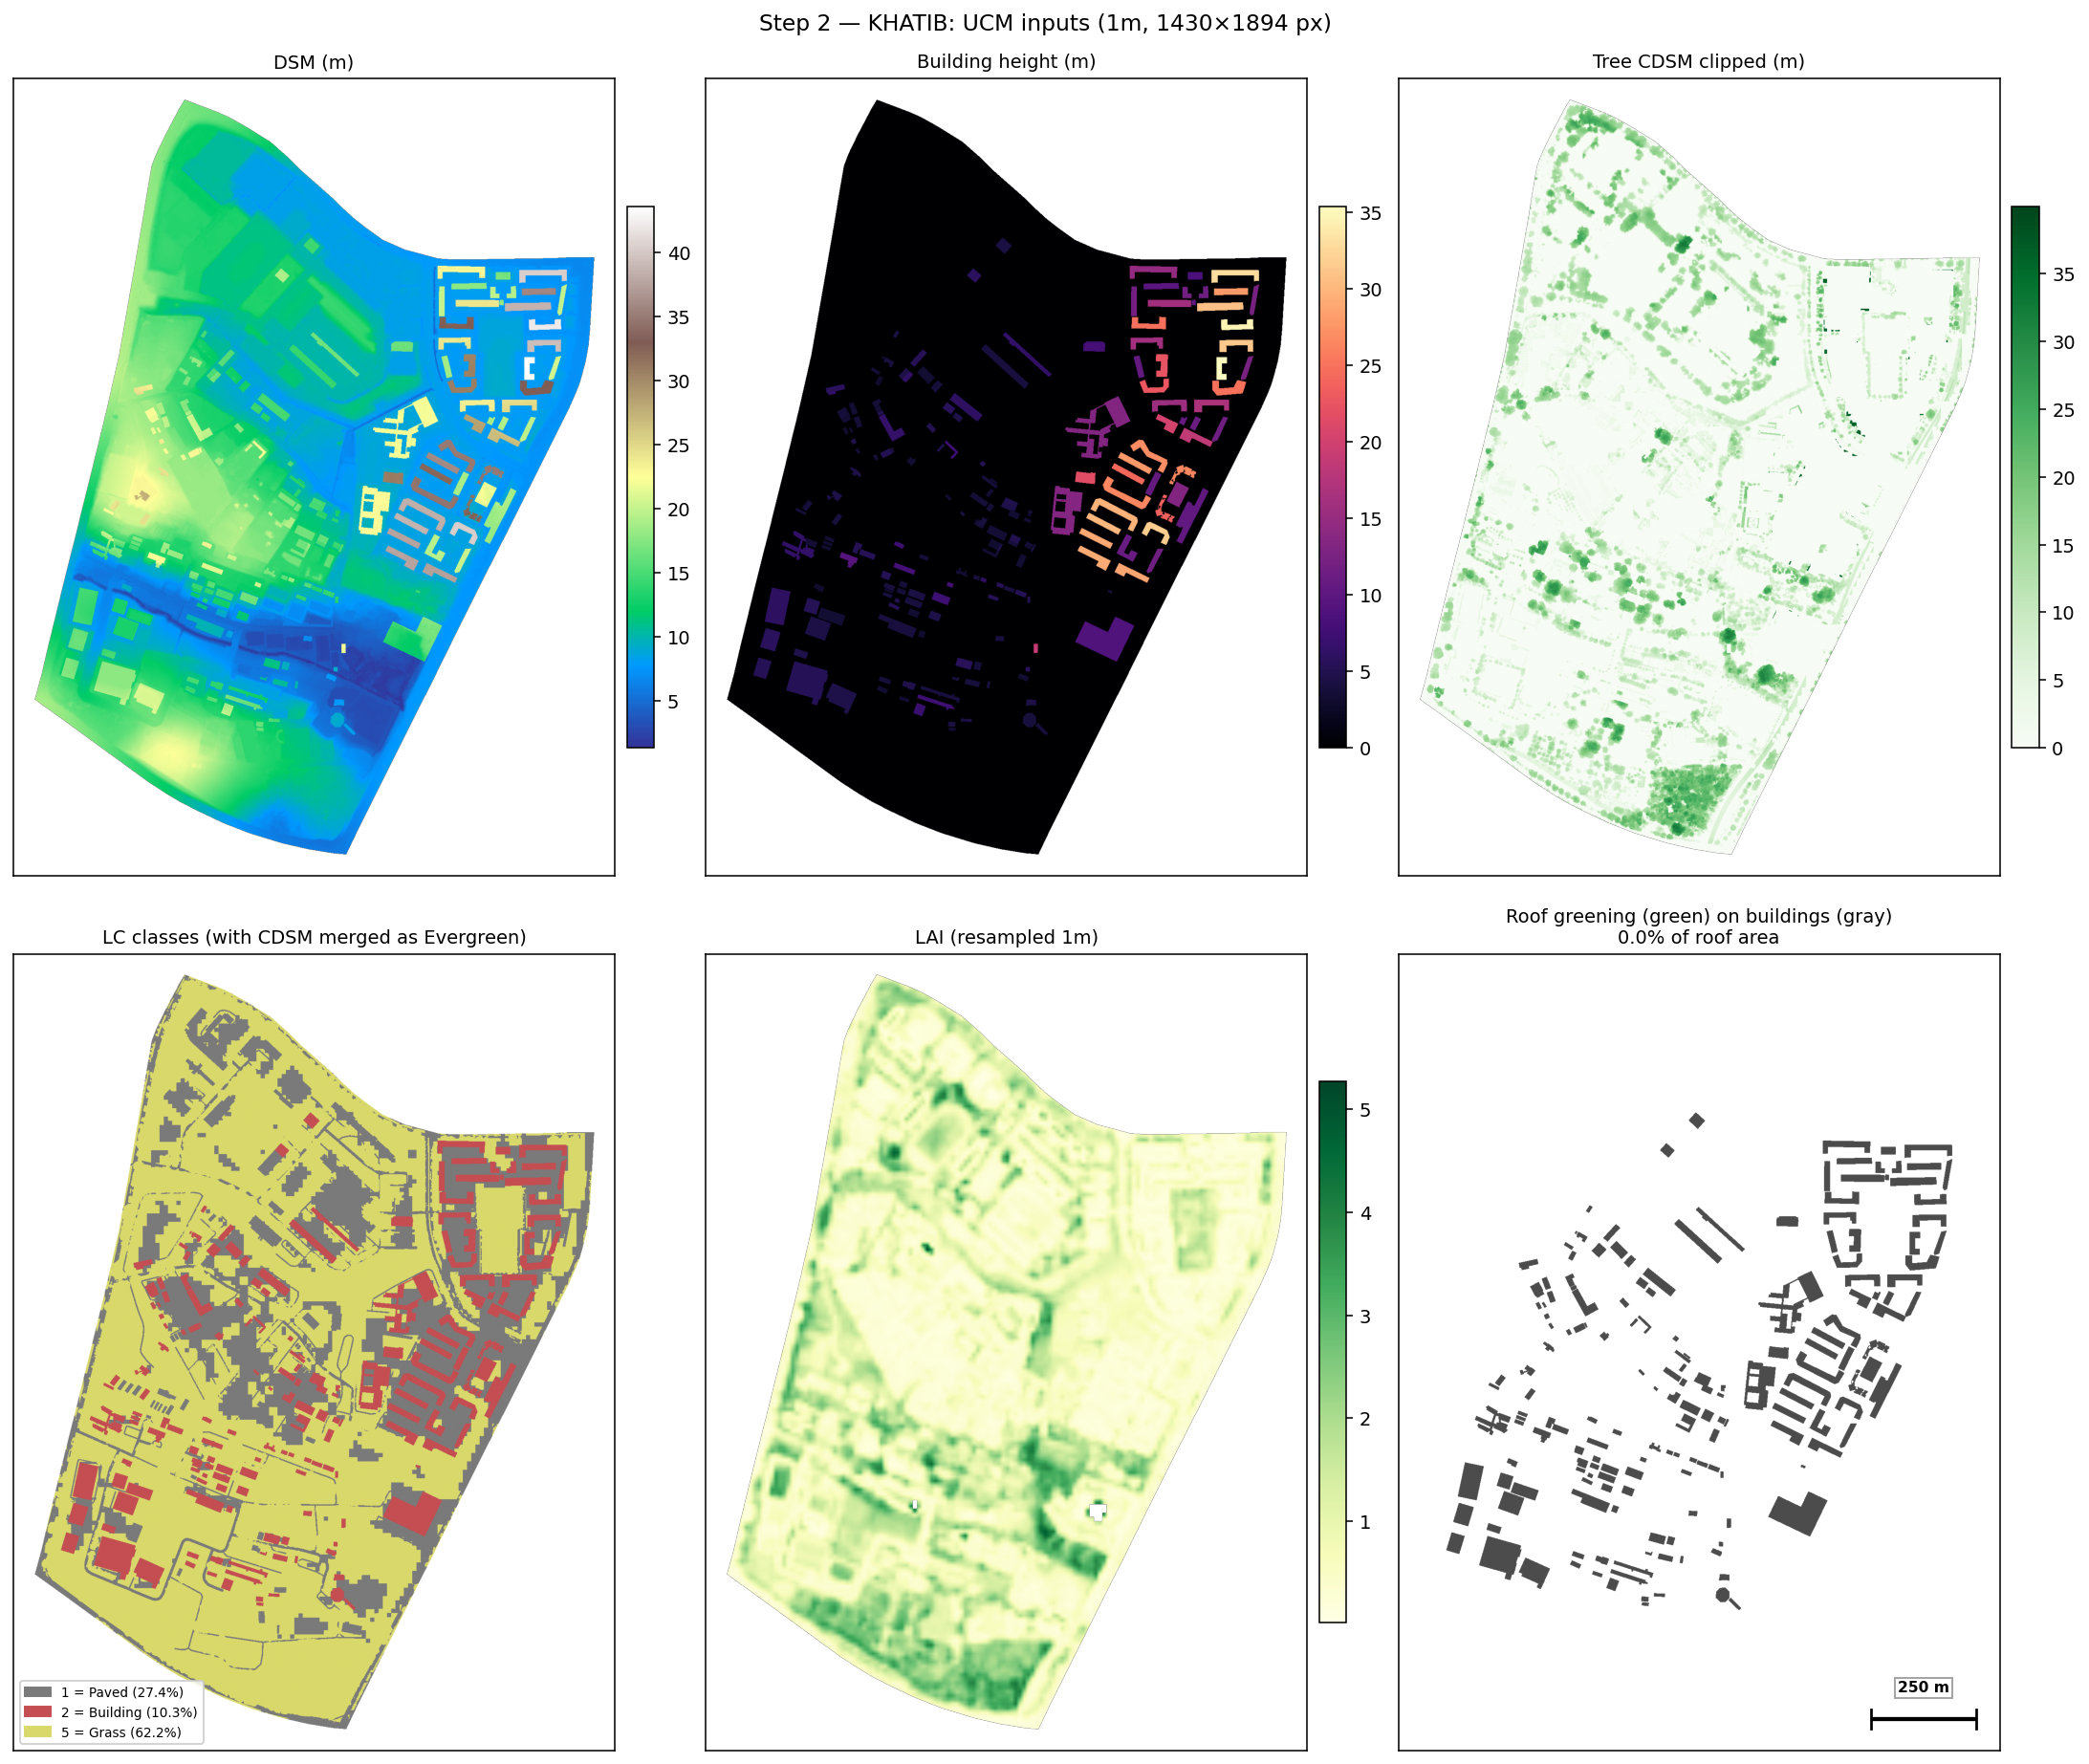 Step 2 — KHATIB: UCM inputs (1m, 1430×1894 px)
DSM (m)
Building height (m)
Tree CDSM clipped (m)
40
35
30
25
20
15
10
5
35
30
25
20
15
10
5
0
35
30
25
20
15
10
5
0
LC classes (with CDSM merged as Evergreen)
LAI (resampled 1m)
Roof greening (green) on buildings (gray)
0.0% of roof area
1 = Paved (27.4%)
2 = Building (10.3%)
5 = Grass (62.2%)
5
4
3
2
1
250 m